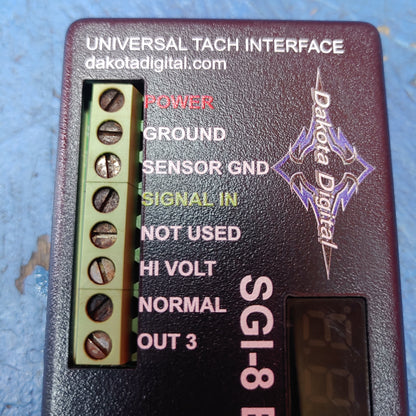 UNIVERSAL TACH INTERFACE
dakotadigital.com
POWER
GROUND
SENSOR GND
SIGNAL IN
NOT USED
HI VOLT
NORMAL
OUT 3
Dakota Digital
SGI-8